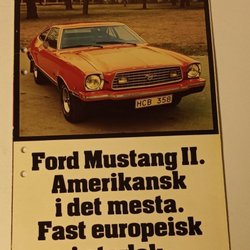 HCB 358
Ford Mustang II.
Amerikansk
i det mesta.
Fast europeisk